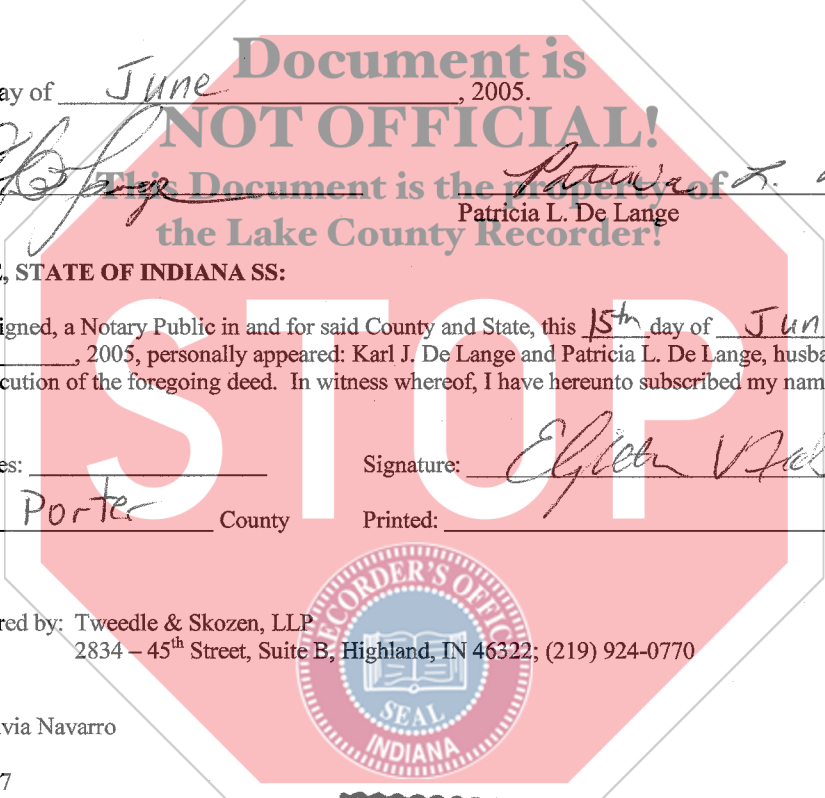 Document is
ay of June, 2005.
NOT OFFICIAL!
This Document is the property of
Patricia L.
Patricia L. De Lange
the Lake County Recorder!
, STATE OF INDIANA SS:
igned, a Notary Public in and for said County and State, this 15th day of Jun
, 2005, personally appeared: Karl J. De Lange and Patricia L. De Lange, husba
cution of the foregoing deed. In witness whereof, I have hereunto subscribed my nam
STOP
es: Signature:
Porter County Printed:
RECORDER'S OFFIC
SEAL
INDIANA
red by: Tweedle & Skozen, LLP
2834 – 45th Street, Suite B, Highland, IN 46322; (219) 924-0770
via Navarro
7